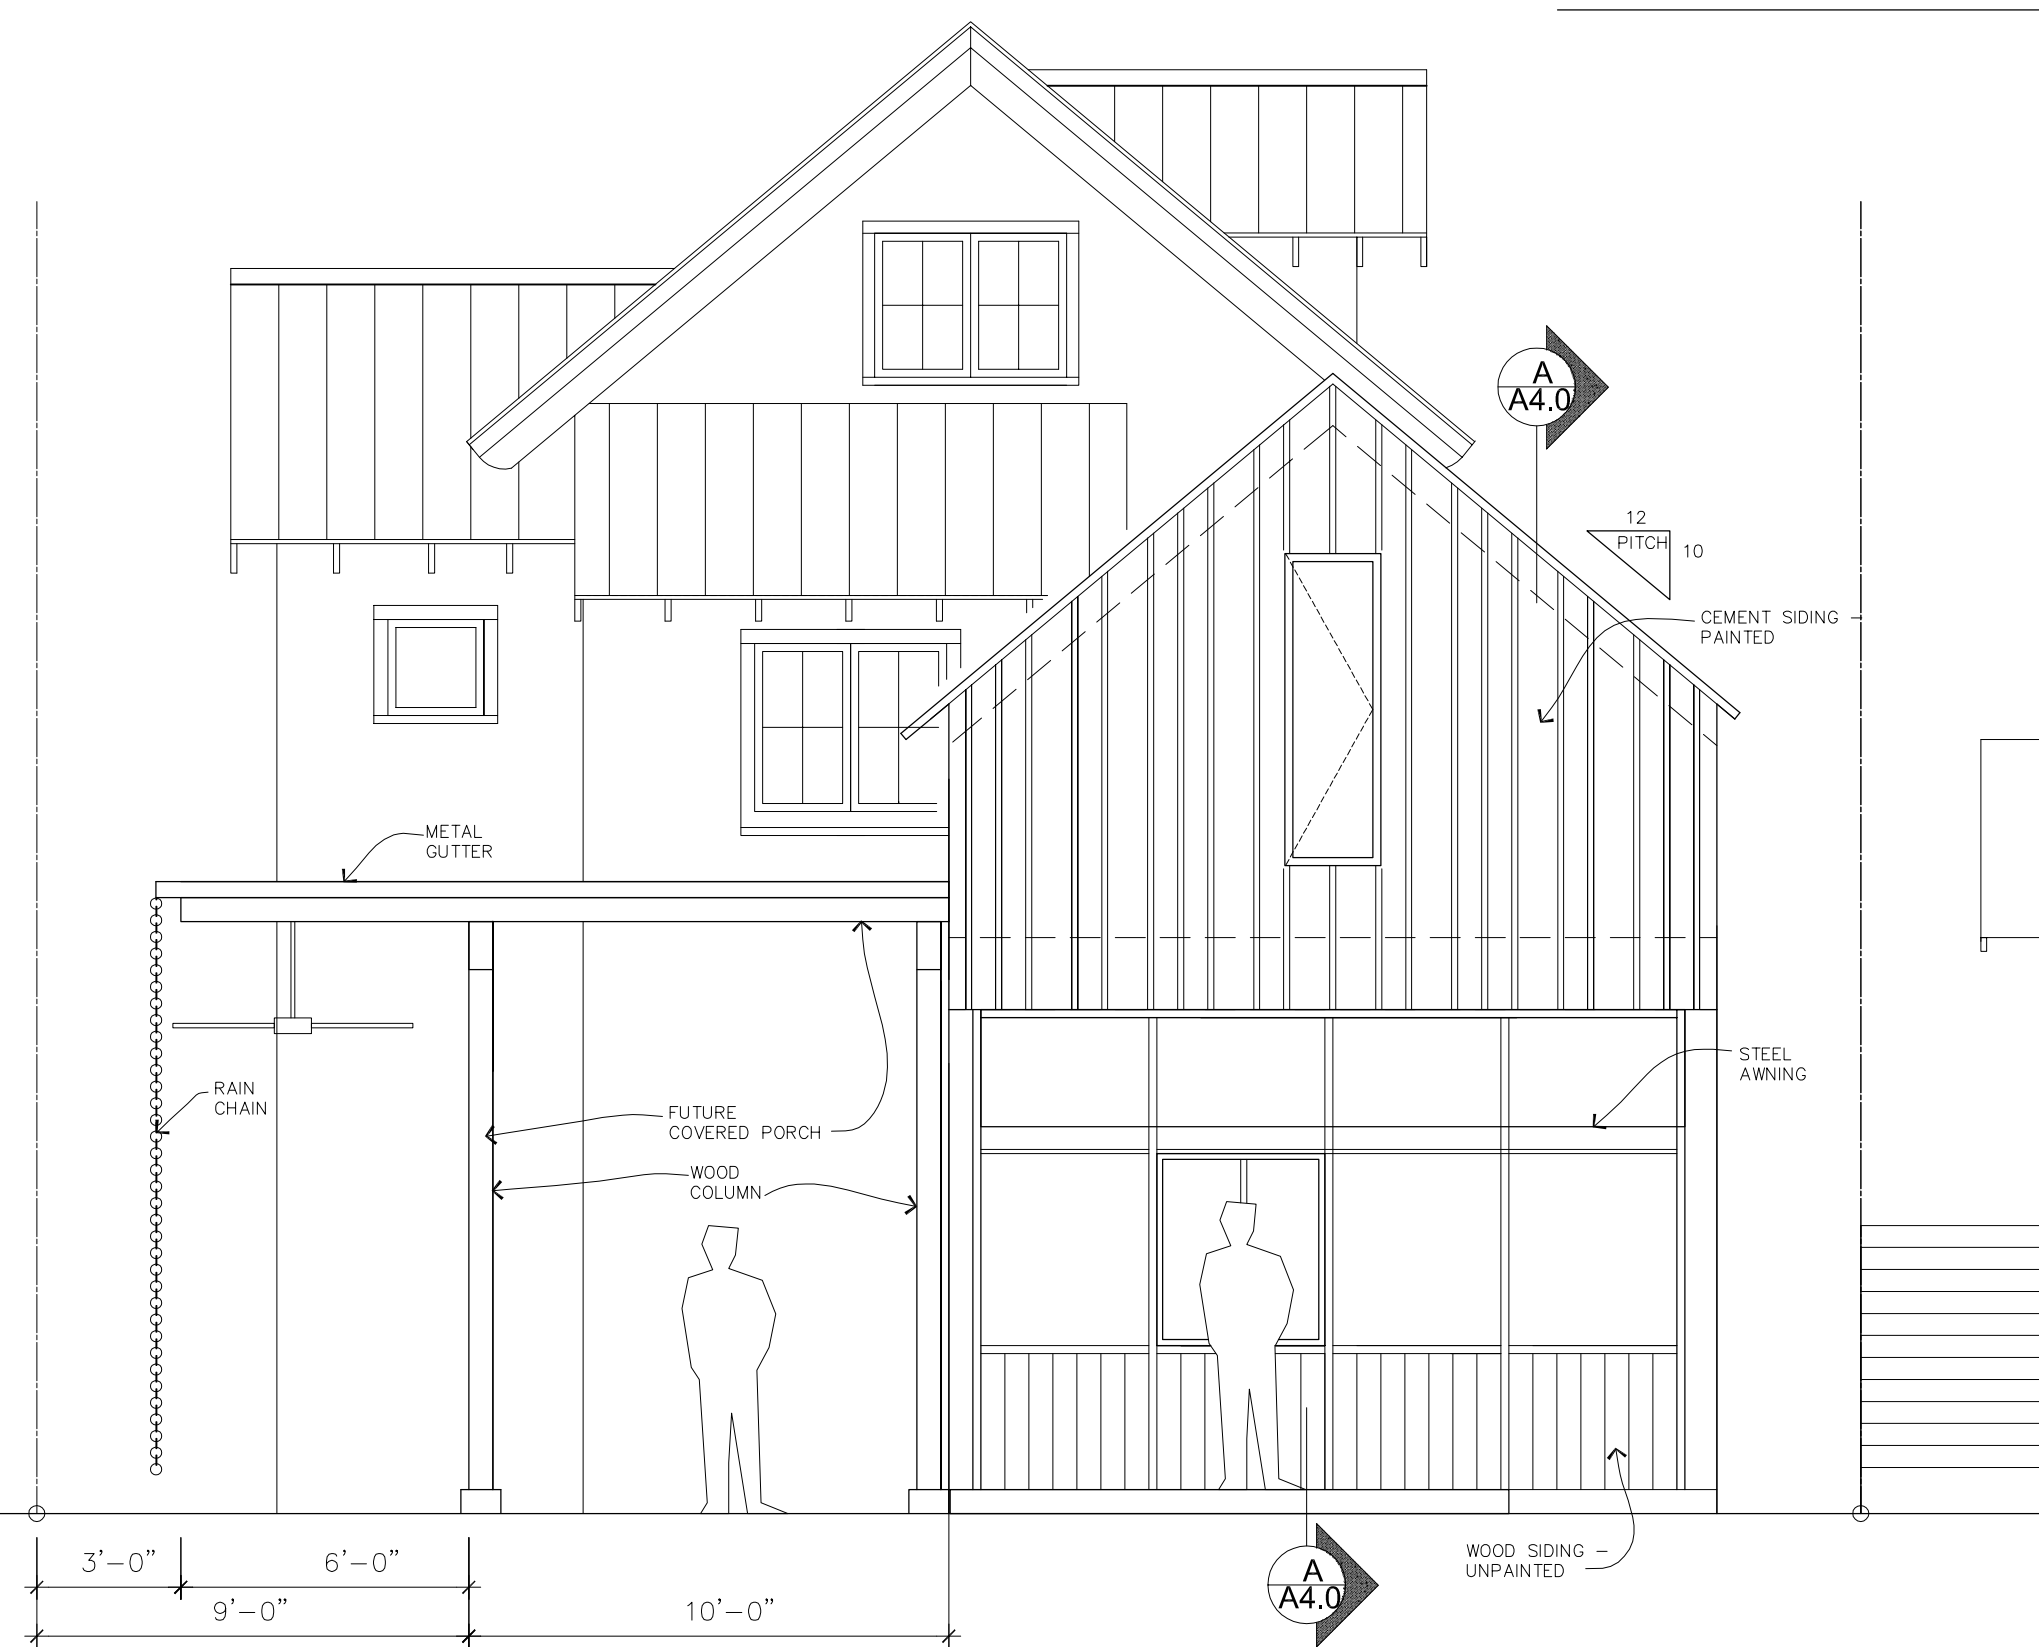 A
A4.0
12
PITCH
10
CEMENT SIDING -
PAINTED
METAL
GUTTER
STEEL
AWNING
RAIN
CHAIN
FUTURE
COVERED PORCH
WOOD
COLUMN
WOOD SIDING -
UNPAINTED
A
A4.0
3'-0"
6'-0"
9'-0"
10'-0"